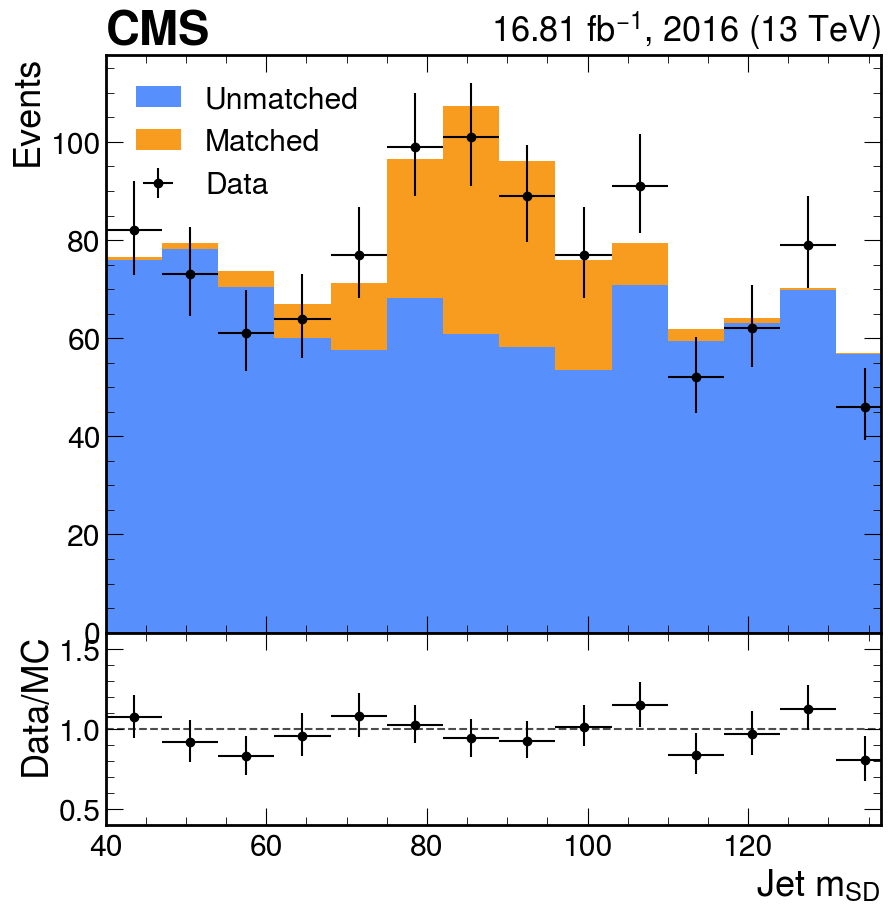 CMS 16.81 fb⁻¹, 2016 (13 TeV)
Events
Unmatched
Matched
Data
100
80
60
40
20
0
Data/MC
1.5
1.0
0.5
40 60 80 100 120
Jet m_SD